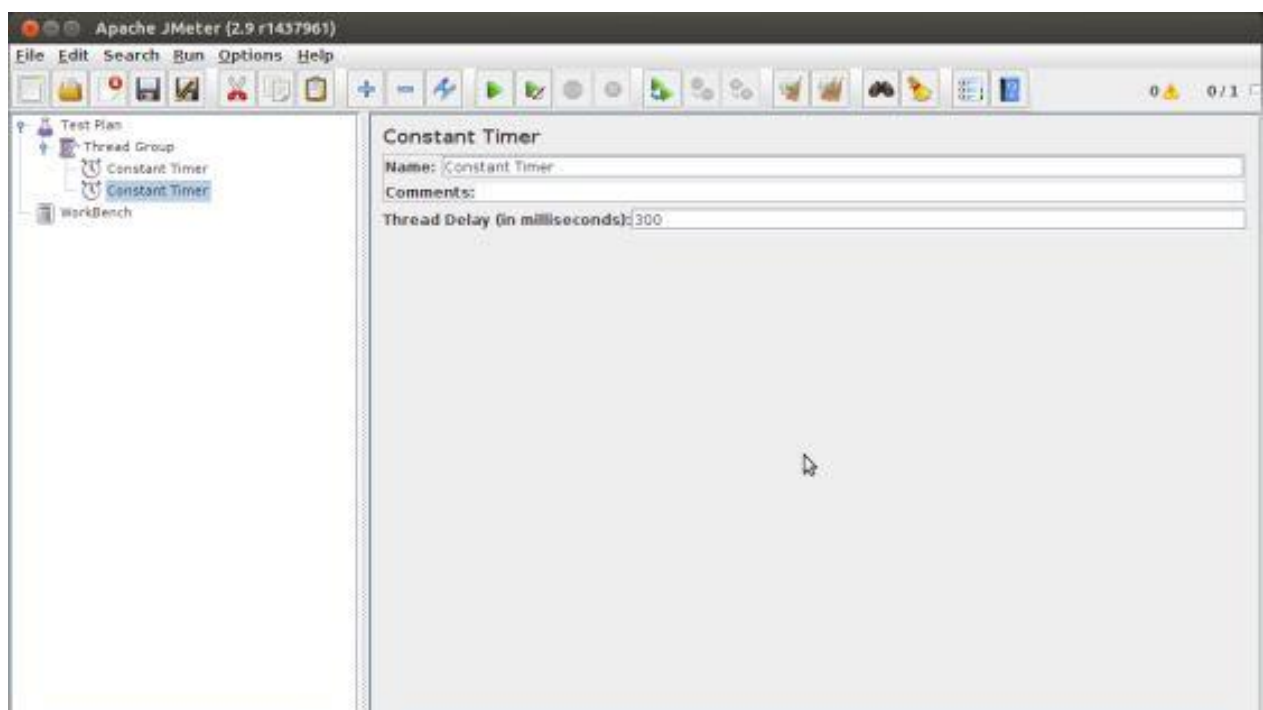 Apache JMeter (2.9 r1437961)
File Edit Search Run Options Help
0 0/1
Test Plan
Thread Group
Constant Timer
Constant Timer
WorkBench
Constant Timer
Name: Constant Timer
Comments:
Thread Delay (in milliseconds): 300